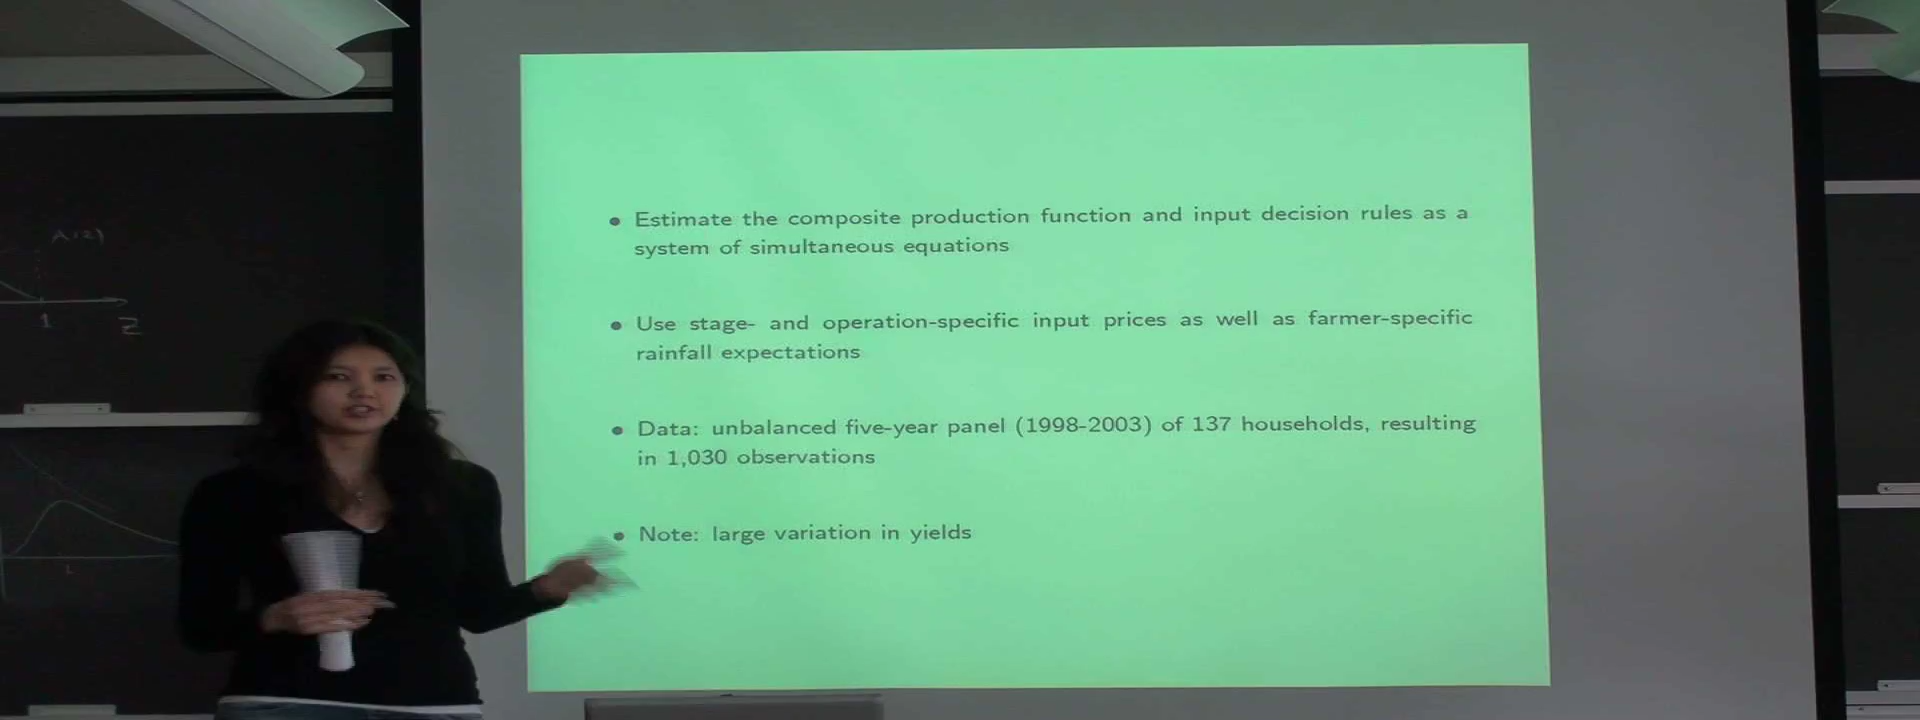 A(z)
1
z
• Estimate the composite production function and input decision rules as a
system of simultaneous equations
• Use stage- and operation-specific input prices as well as farmer-specific
rainfall expectations
• Data: unbalanced five-year panel (1998-2003) of 137 households, resulting
in 1,030 observations
• Note: large variation in yields